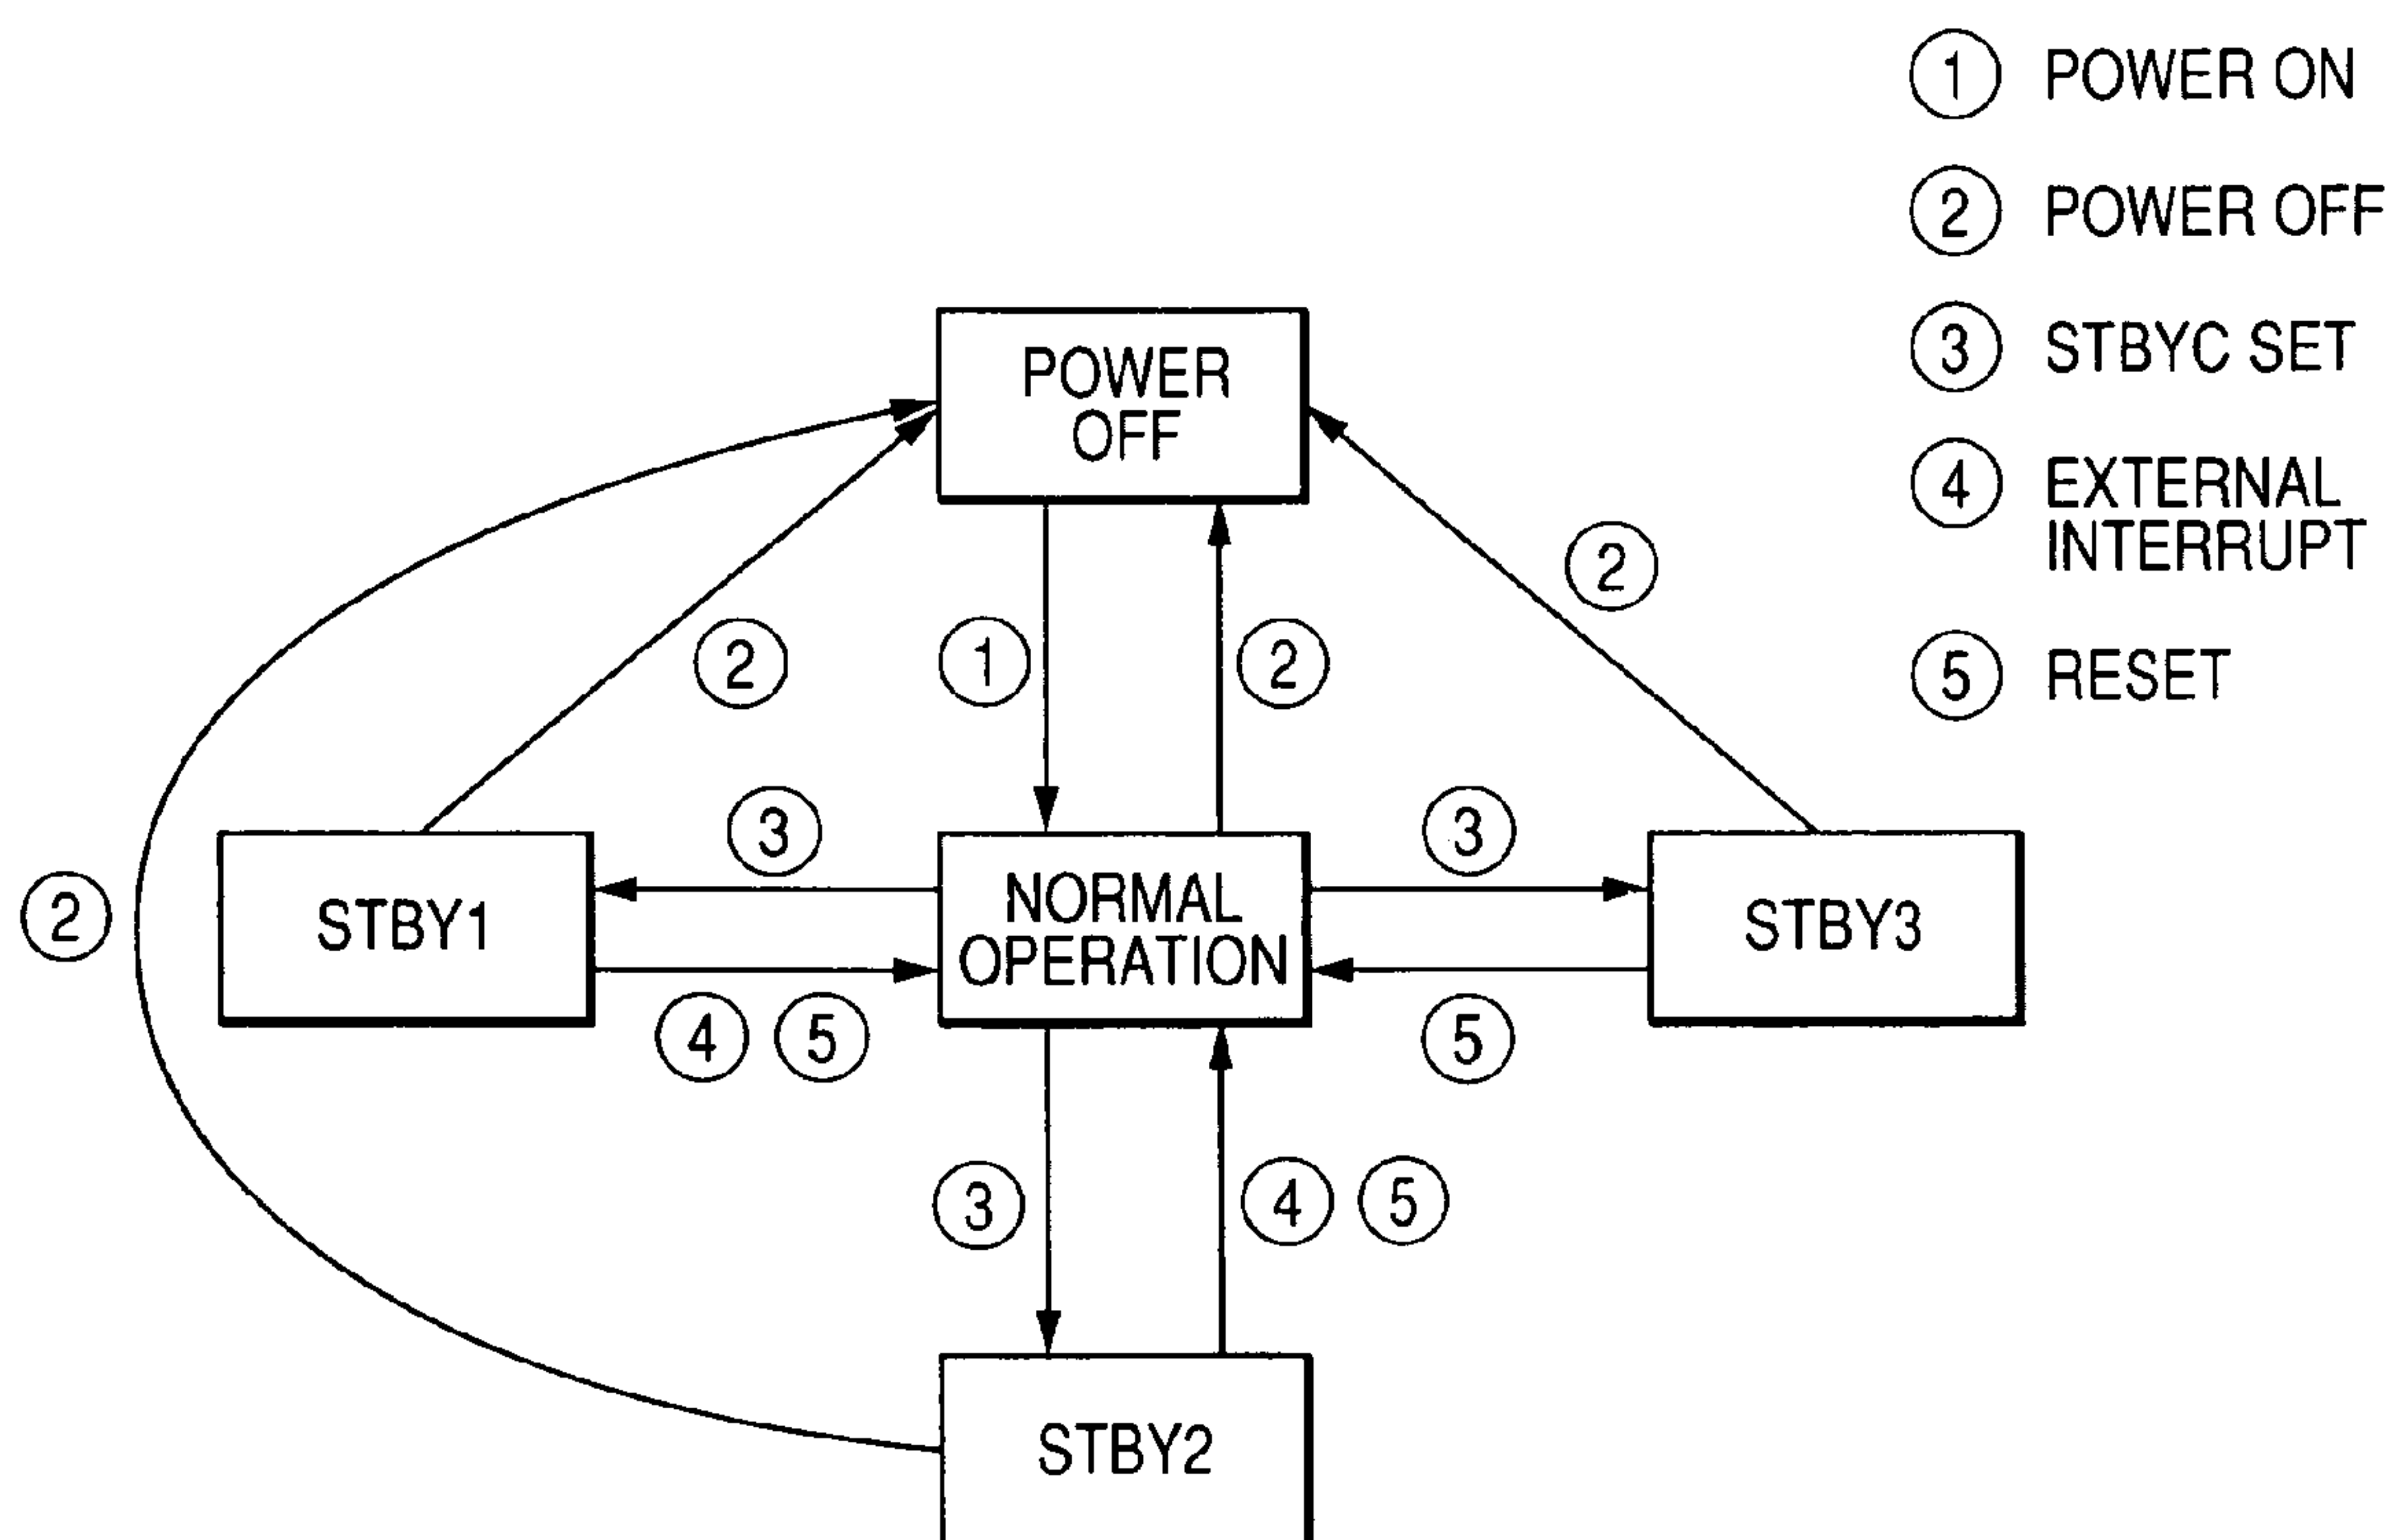 ① POWER ON
② POWER OFF
③ STBYC SET
④ EXTERNAL
INTERRUPT
⑤ RESET
POWER
OFF
②
②
①
②
③
③
②
STBY1
NORMAL
OPERATION
STBY3
④ ⑤
⑤
③
④ ⑤
STBY2